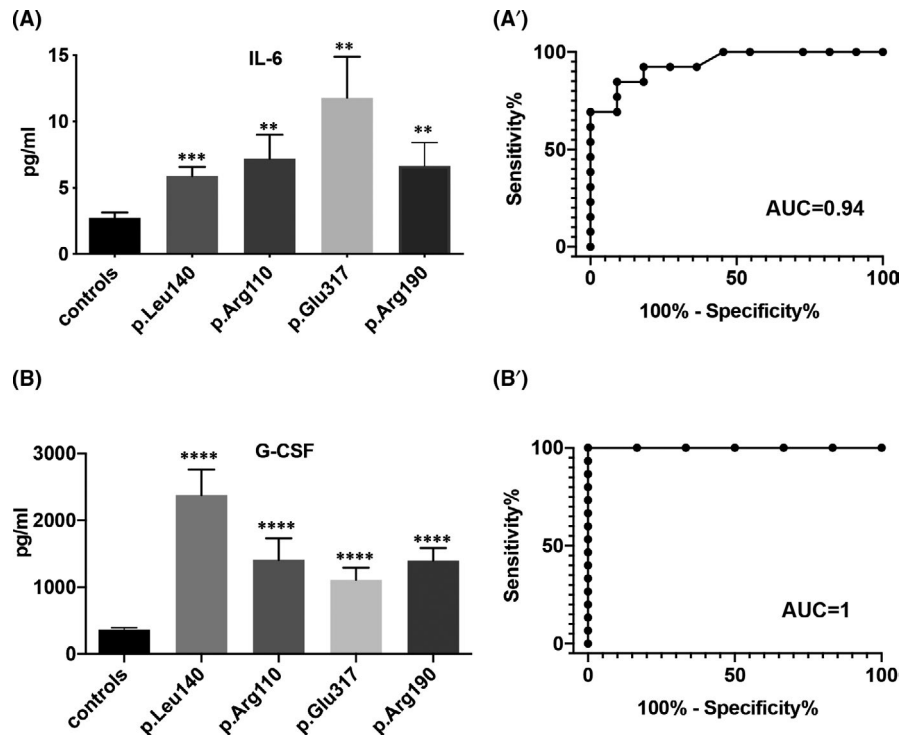 (A)
IL-6
pg/ml
15
10
5
0
**
***
**
**
controls
p.Leu140
p.Arg110
p.Glu317
p.Arg190
(A′)
Sensitivity%
100
50
0
AUC=0.94
0 50 100
100% - Specificity%
(B)
G-CSF
pg/ml
3000
2000
1000
0
****
****
****
****
controls
p.Leu140
p.Arg110
p.Glu317
p.Arg190
(B′)
Sensitivity%
100
50
0
AUC=1
0 50 100
100% - Specificity%